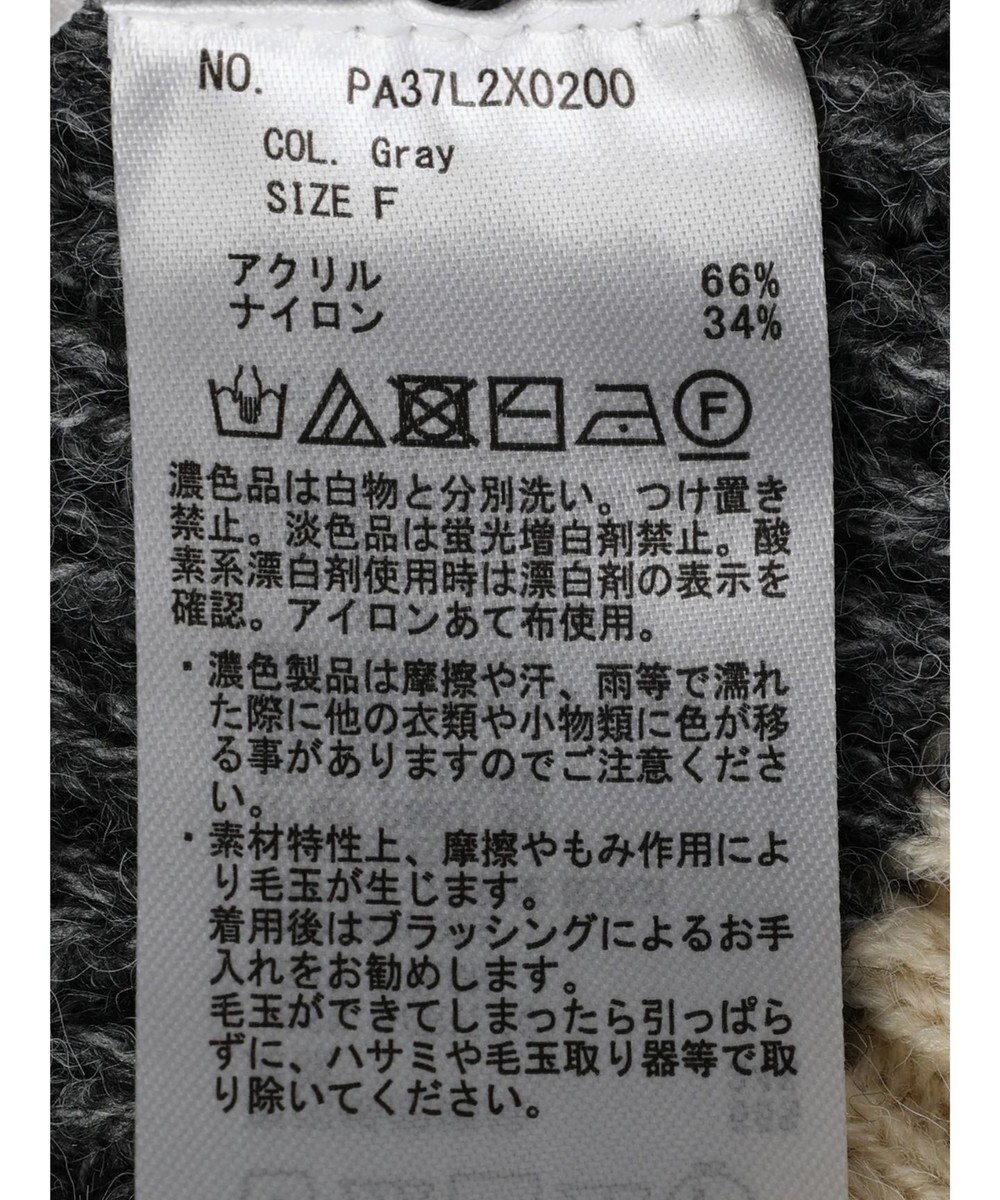 NO. PA37L2X0200
COL. Gray
SIZE F
アクリル 66%
ナイロン 34%
F
濃色品は白物と分別洗い。つけ置き
禁止。淡色品は蛍光増白剤禁止。酸
素系漂白剤使用時は漂白剤の表示を
確認。アイロンあて布使用。
・濃色製品は摩擦や汗、雨等で濡れ
た際に他の衣類や小物類に色が移
る事がありますのでご注意くださ
い。
・素材特性上、摩擦やもみ作用によ
り毛玉が生じます。
着用後はブラッシングによるお手
入れをお勧めします。
毛玉ができてしまったら引っぱら
ずに、ハサミや毛玉取り器等で取
り除いてください。